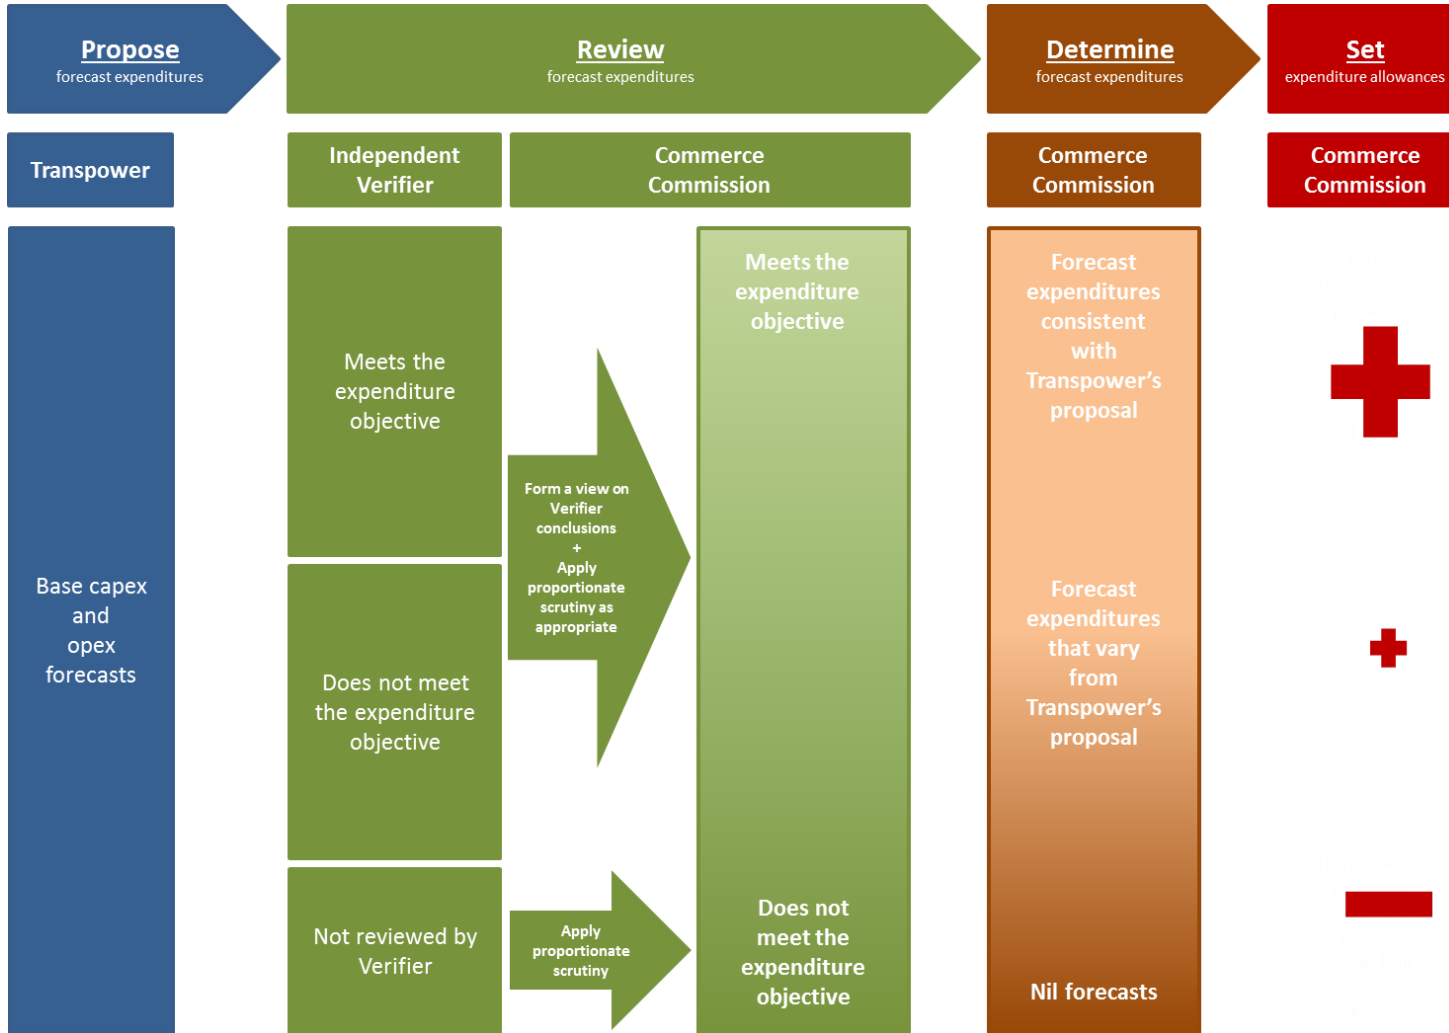 Propose
forecast expenditures
Review
forecast expenditures
Determine
forecast expenditures
Set
expenditure allowances
Transpower
Independent
Verifier
Commerce
Commission
Commerce
Commission
Commerce
Commission
Base capex
and
opex
forecasts
Meets the
expenditure
objective
Does not meet
the expenditure
objective
Not reviewed by
Verifier
Form a view on
Verifier
conclusions
+
Apply
proportionate
scrutiny as
appropriate
Apply
proportionate
scrutiny
Meets the
expenditure
objective
Does not
meet the
expenditure
objective
Forecast
expenditures
consistent
with
Transpower’s
proposal
Forecast
expenditures
that vary
from
Transpower’s
proposal
Nil forecasts